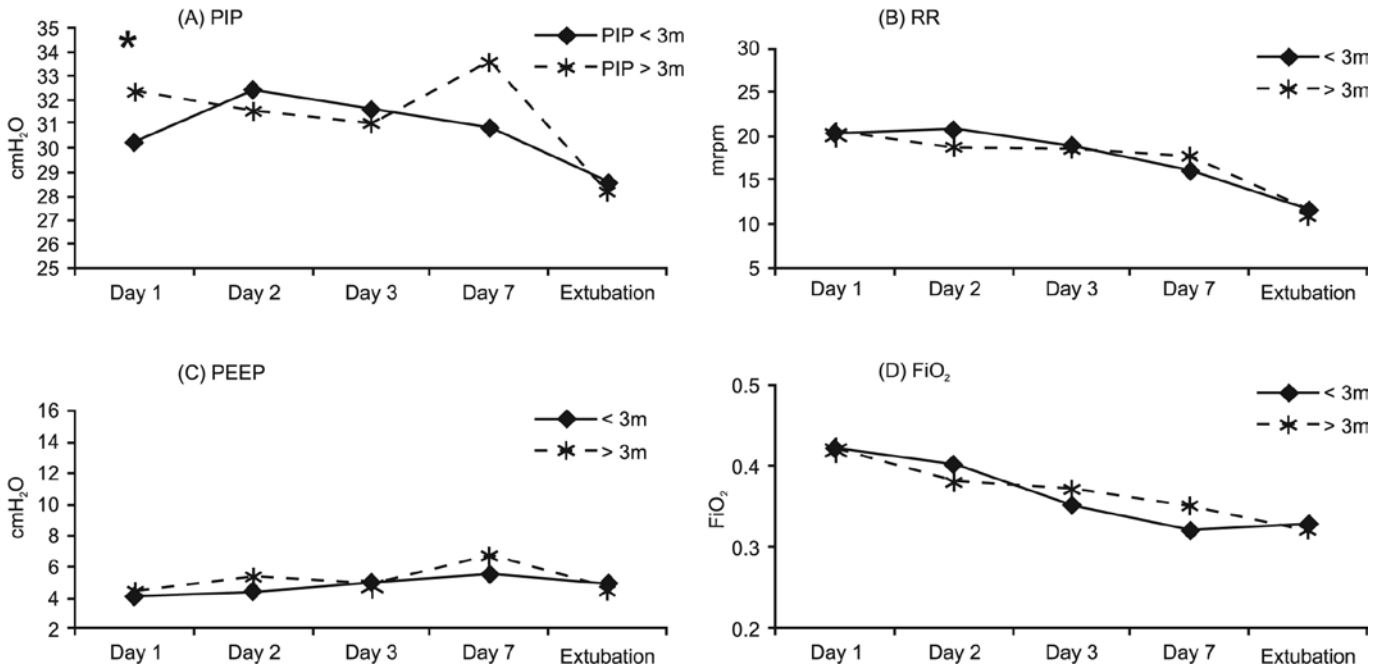 (A) PIP
35
34
33
32
31
30
29
28
27
26
25
cmH₂O
*
PIP < 3m
PIP > 3m
Day 1 Day 2 Day 3 Day 7 Extubation
(B) RR
30
25
20
15
10
5
mrpm
< 3m
> 3m
Day 1 Day 2 Day 3 Day 7 Extubation
(C) PEEP
16
14
12
10
8
6
4
2
cmH₂O
< 3m
> 3m
Day 1 Day 2 Day 3 Day 7 Extubation
(D) FiO₂
0.5
0.4
0.3
0.2
FiO₂
< 3m
> 3m
Day 1 Day 2 Day 3 Day 7 Extubation